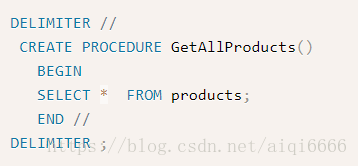 DELIMITER //
CREATE PROCEDURE GetAllProducts()
BEGIN
SELECT *  FROM products;
END //
DELIMITER ;
https://blog.csdn.net/aiqi6666